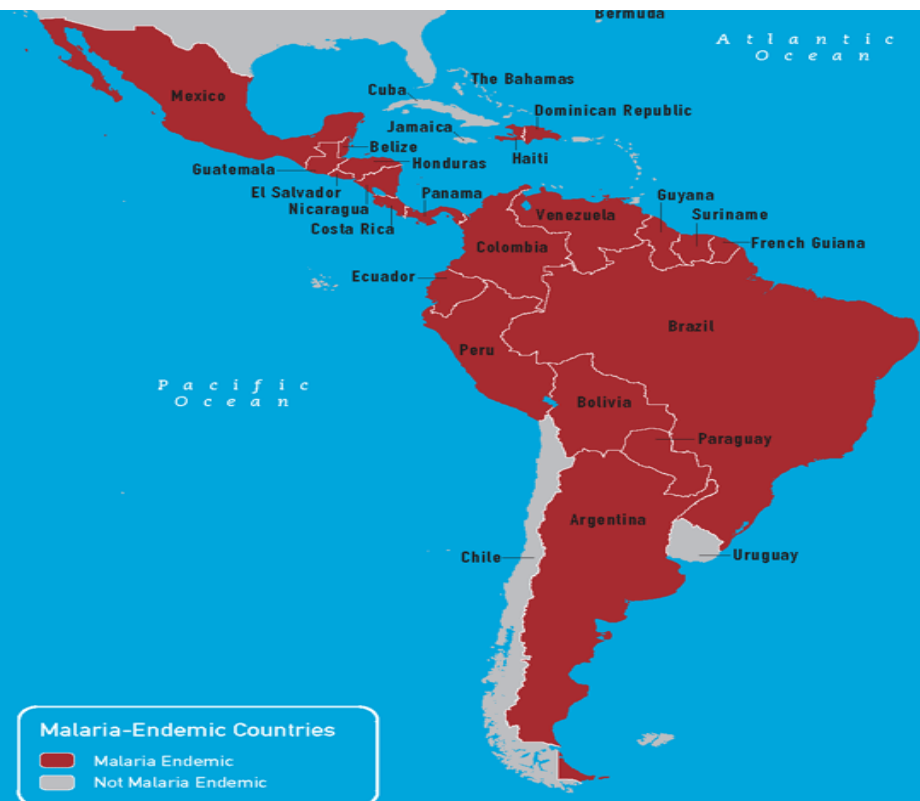 Bermuda
Atlantic
Ocean
The Bahamas
Cuba
Mexico
Dominican Republic
Jamaica
Belize
Haiti
Honduras
Guatemala
El Salvador
Panama
Guyana
Nicaragua
Venezuela
Suriname
Costa Rica
Colombia
French Guiana
Ecuador
Brazil
Peru
Pacific
Ocean
Bolivia
Paraguay
Argentina
Chile
Uruguay
Malaria-Endemic Countries
Malaria Endemic
Not Malaria Endemic